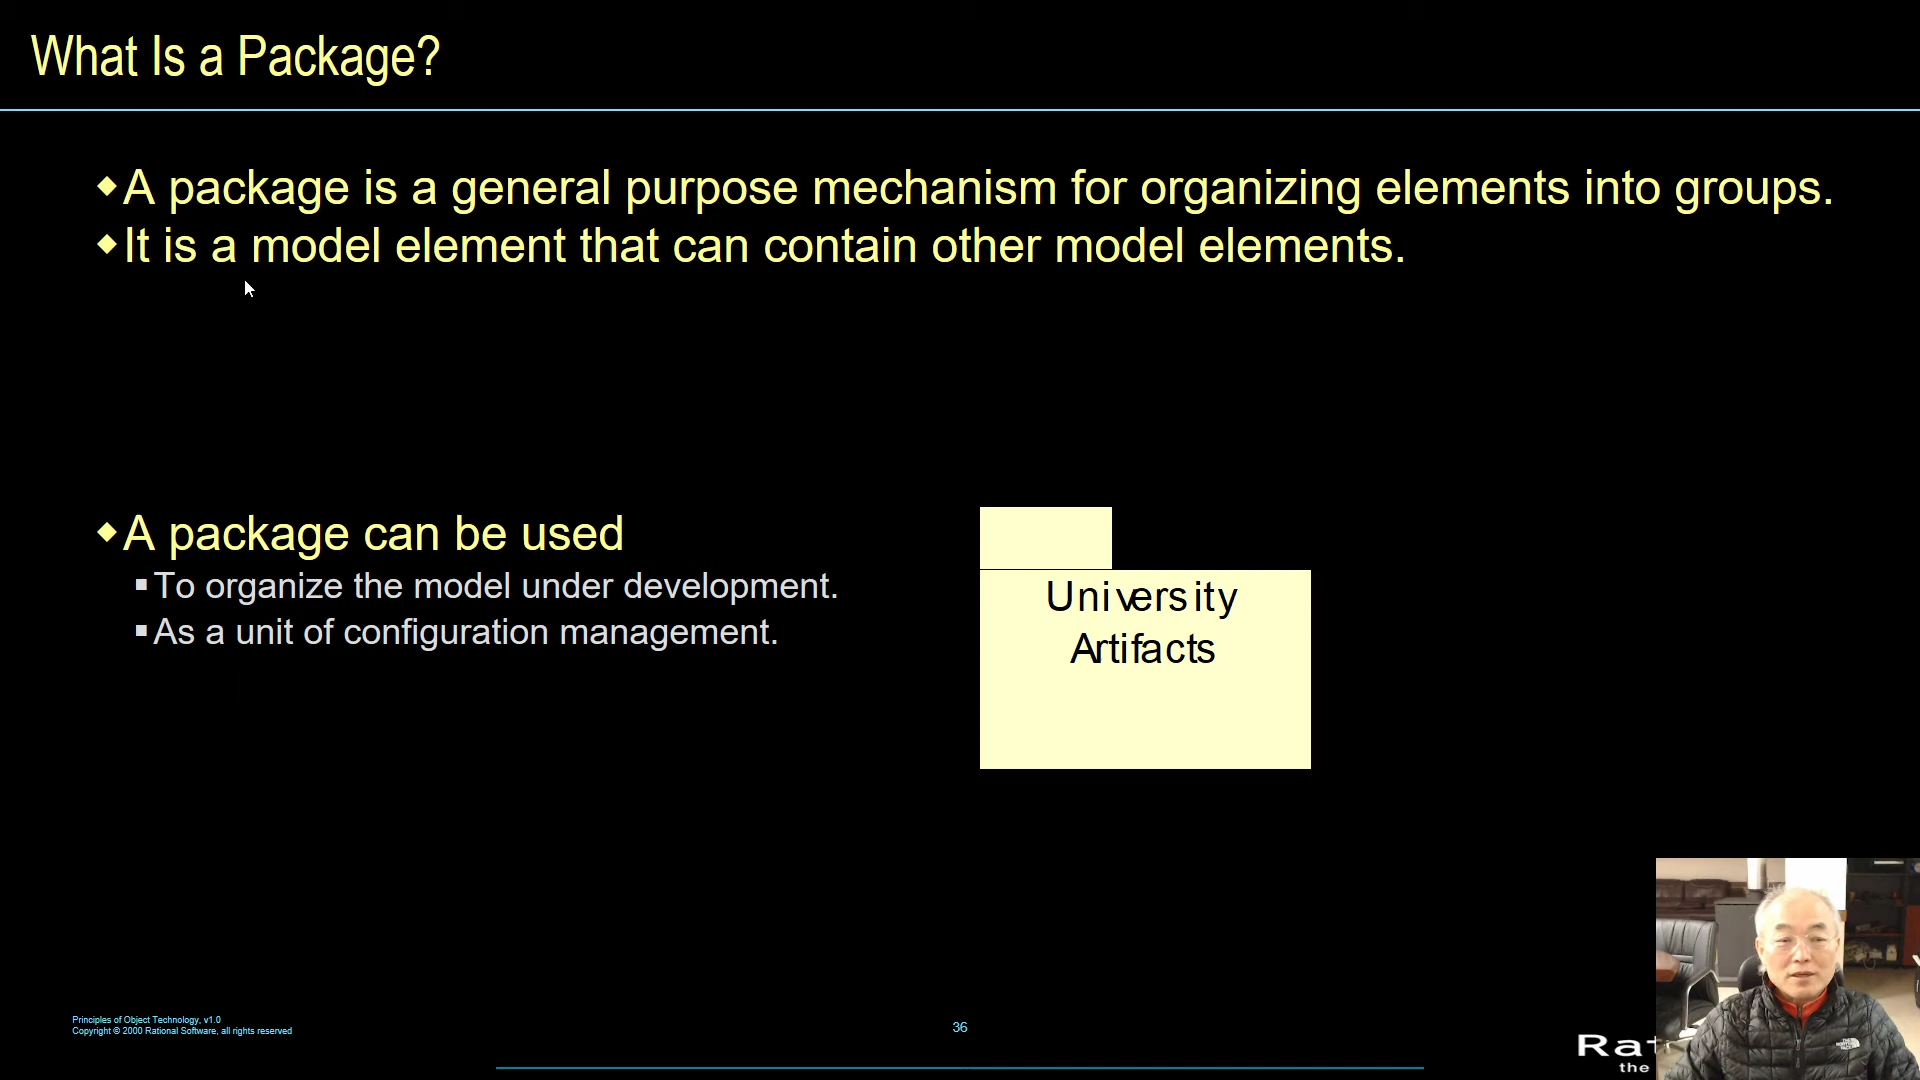 What Is a Package?
◆A package is a general purpose mechanism for organizing elements into groups.
◆It is a model element that can contain other model elements.
◆A package can be used
▪To organize the model under development.
▪As a unit of configuration management.
University
Artifacts
Principles of Object Technology, v1.0
Copyright © 2000 Rational Software, all rights reserved
36
the